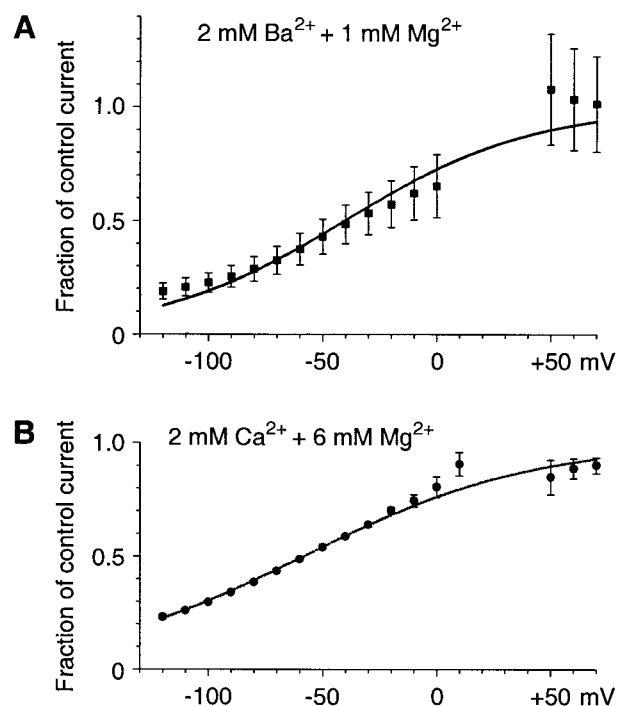 A
2 mM Ba²⁺ + 1 mM Mg²⁺
Fraction of control current
1.0
0.5
0
-100 -50 0 +50 mV
B
2 mM Ca²⁺ + 6 mM Mg²⁺
Fraction of control current
1.0
0.5
0
-100 -50 0 +50 mV